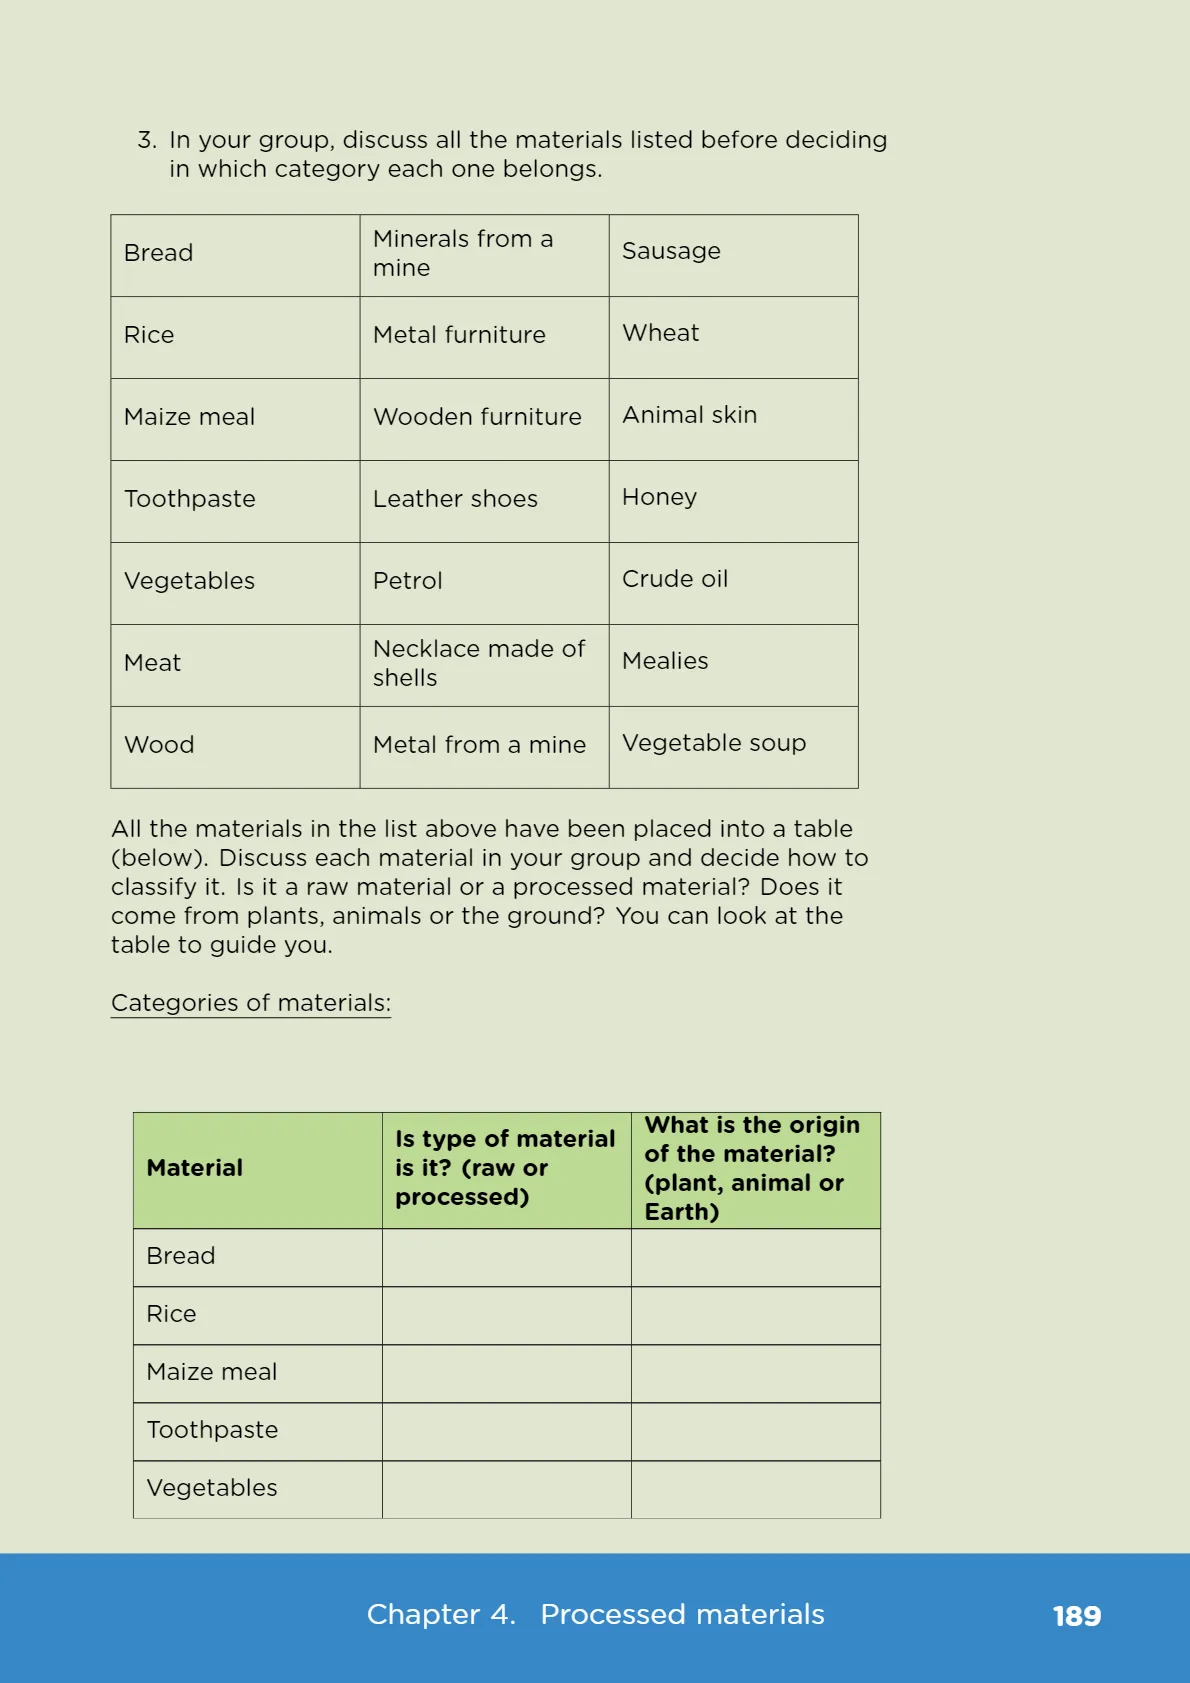 3. In your group, discuss all the materials listed before deciding
in which category each one belongs.
Bread
Minerals from a
mine
Sausage
Rice
Metal furniture
Wheat
Maize meal
Wooden furniture
Animal skin
Toothpaste
Leather shoes
Honey
Vegetables
Petrol
Crude oil
Meat
Necklace made of
shells
Mealies
Wood
Metal from a mine
Vegetable soup
All the materials in the list above have been placed into a table
(below). Discuss each material in your group and decide how to
classify it. Is it a raw material or a processed material? Does it
come from plants, animals or the ground? You can look at the
table to guide you.
Categories of materials:
Material
Is type of material
is it? (raw or
processed)
What is the origin
of the material?
(plant, animal or
Earth)
Bread
Rice
Maize meal
Toothpaste
Vegetables
Chapter 4. Processed materials
189